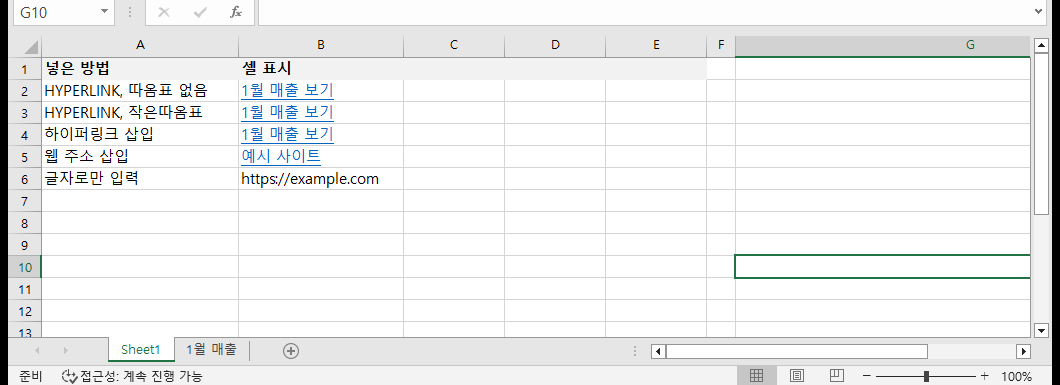 G10 fx
A B C D E F G
1 넣은 방법 셀 표시
2 HYPERLINK, 따옴표 없음 1월 매출 보기
3 HYPERLINK, 작은따옴표 1월 매출 보기
4 하이퍼링크 삽입 1월 매출 보기
5 웹 주소 삽입 예시 사이트
6 글자로만 입력 https://example.com
7
8
9
10
11
12
13
Sheet1 1월 매출
준비 접근성: 계속 진행 가능 100%